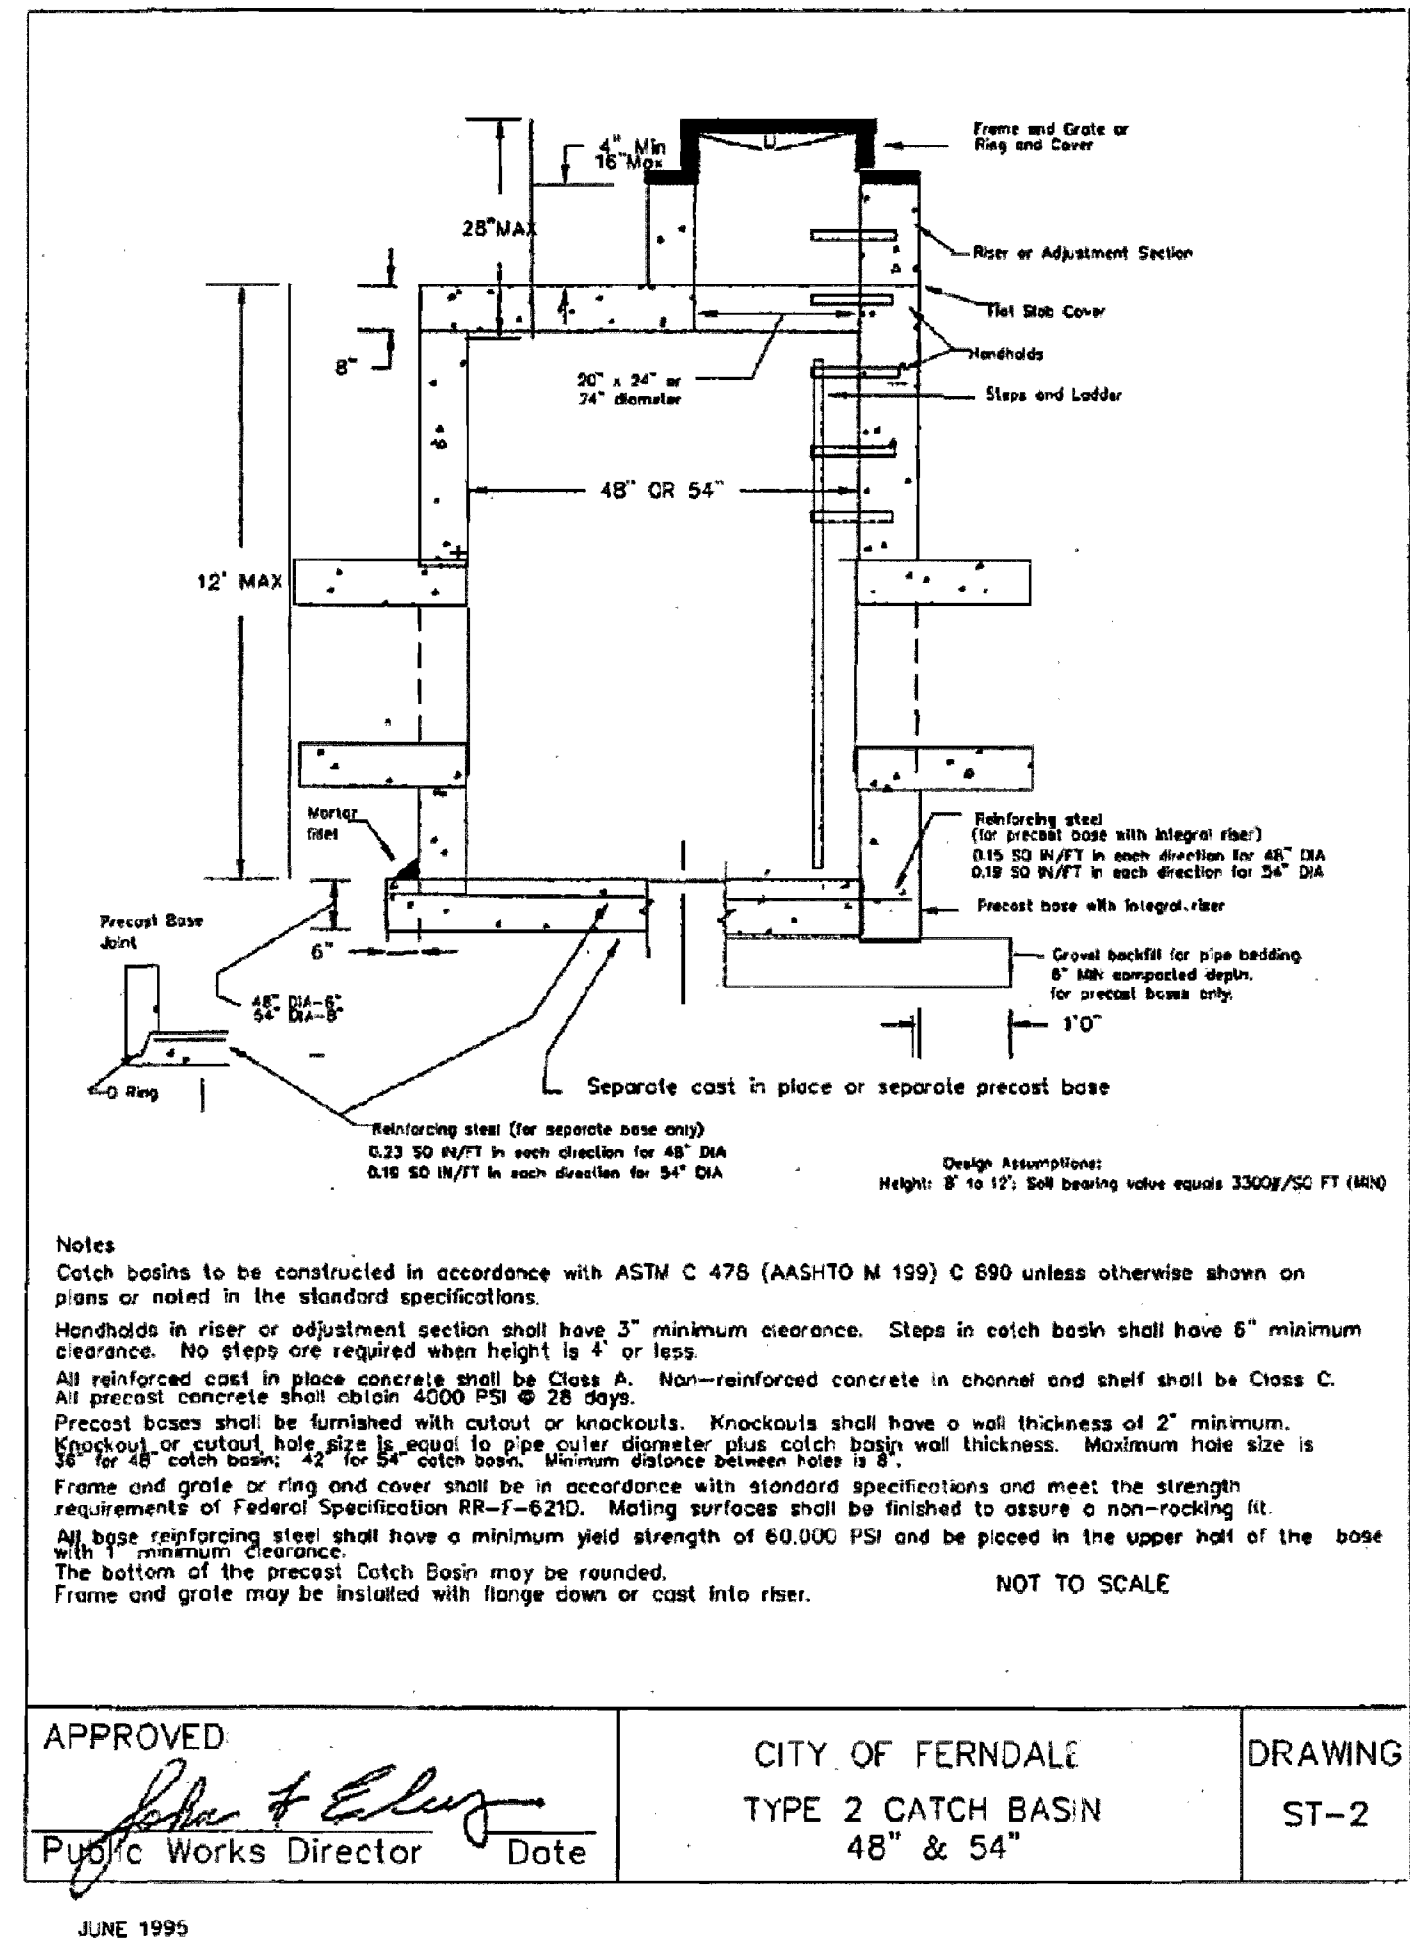 Frame and Grate or
Ring and Cover
4" Min
16" Max
28" MAX
Riser or Adjustment Section
Flat Slab Cover
Handholds
8"
20" x 24" or
24" diameter
Steps and Ladder
48" OR 54"
12' MAX
Mortar
fillet
Reinforcing steel
(for precast base with integral riser)
0.15 SQ IN/FT in each direction for 48" DIA
0.19 SQ IN/FT in each direction for 54" DIA
Precast Base
Joint
Precast base with integral riser
6"
Gravel backfill for pipe bedding
6" MIN compacted depth.
for precast bases only.
48" DIA-6"
54" DIA-8"
1'0"
O Ring
Separate cast in place or separate precast base
Reinforcing steel (for separate base only)
0.23 SQ IN/FT in each direction for 48" DIA
0.19 SQ IN/FT in each direction for 54" DIA
Design Assumptions:
Height: 8' to 12'; Soil bearing value equals 3300#/SQ FT (MIN)
Notes
Catch basins to be constructed in accordance with ASTM C 478 (AASHTO M 199) C 890 unless otherwise shown on
plans or noted in the standard specifications.
Handholds in riser or adjustment section shall have 3" minimum clearance. Steps in catch basin shall have 6" minimum
clearance. No steps are required when height is 4' or less.
All reinforced cast in place concrete shall be Class A. Non-reinforced concrete in channel and shelf shall be Class C.
All precast concrete shall obtain 4000 PSI @ 28 days.
Precast bases shall be furnished with cutout or knockouts. Knockouts shall have a wall thickness of 2" minimum.
Knockout or cutout hole size is equal to pipe outer diameter plus catch basin wall thickness. Maximum hole size is
36" for 48" catch basin; 42" for 54" catch basin. Minimum distance between holes is 8".
Frame and grate or ring and cover shall be in accordance with standard specifications and meet the strength
requirements of Federal Specification RR-F-621D. Mating surfaces shall be finished to assure a non-rocking fit.
All base reinforcing steel shall have a minimum yield strength of 60.000 PSI and be placed in the upper half of the base
with 1" minimum clearance.
The bottom of the precast Catch Basin may be rounded.
Frame and grate may be installed with flange down or cast into riser.
NOT TO SCALE
APPROVED
Public Works Director Date
CITY OF FERNDALE
TYPE 2 CATCH BASIN
48" & 54"
DRAWING
ST-2
JUNE 1995